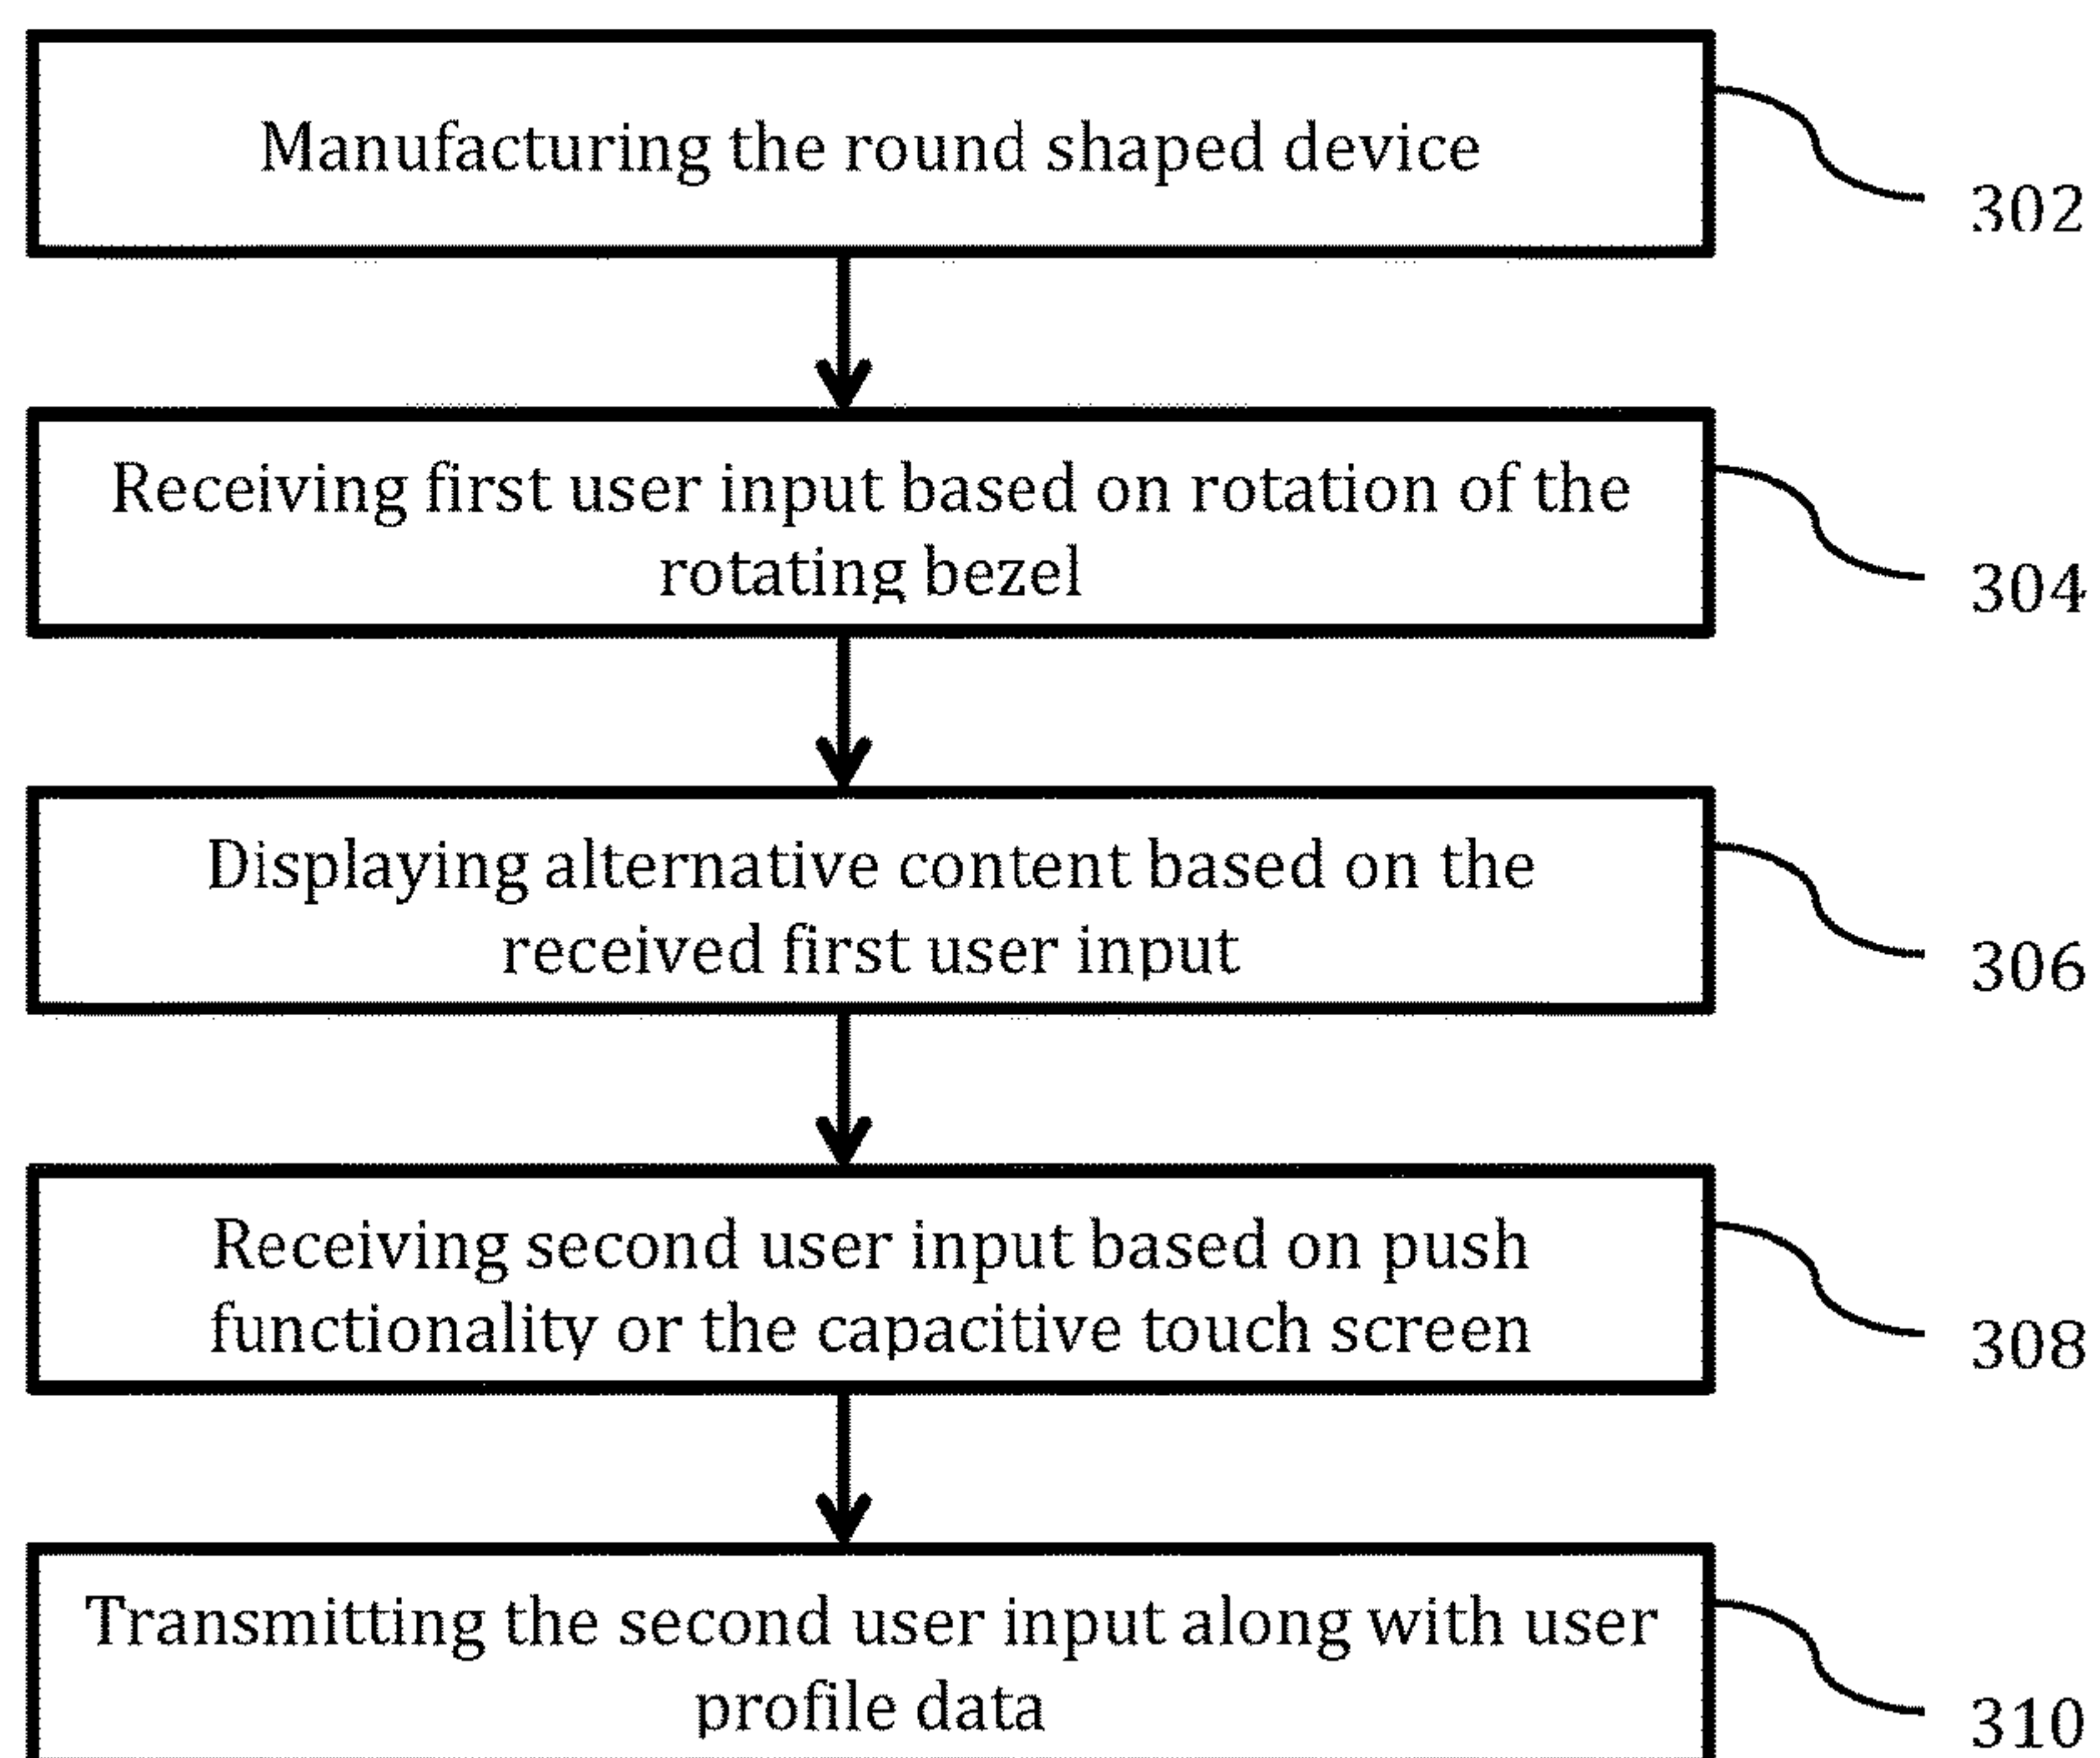 Manufacturing the round shaped device
302
Receiving first user input based on rotation of the
rotating bezel
304
Displaying alternative content based on the
received first user input
306
Receiving second user input based on push
functionality or the capacitive touch screen
308
Transmitting the second user input along with user
profile data
310